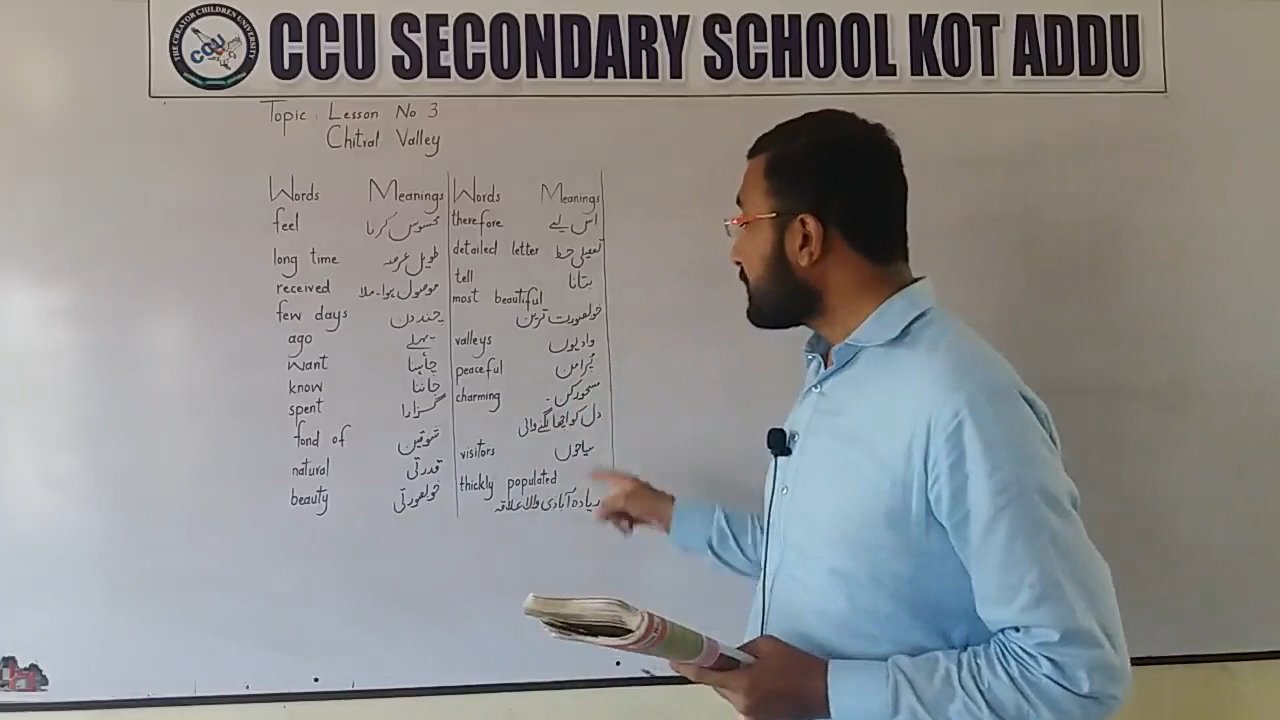 CCU SECONDARY SCHOOL KOT ADDU
THE CREATOR CHILDREN UNIVERSITY
CCU
Topic : Lesson No 3
Chitral Valley
Words Meanings
feel محسوس کرنا
long time طویل عرصہ
received موصول ہوا۔ملا
few days چند دن
ago پہلے
want چاہنا
know جاننا
spent گزارا
fond of شوقین
natural قدرتی
beauty خوبصورتی
Words Meanings
therefore اس لیے
detailed letter تفصیلی خط
tell بتانا
most beautiful
خوبصورت ترین
valleys وادیوں
peaceful پُرامن
charming مسحورکن۔
دل کو اچھا لگنے والی
visitors سیاحوں
thickly populated
زیادہ آبادی والا علاقہ